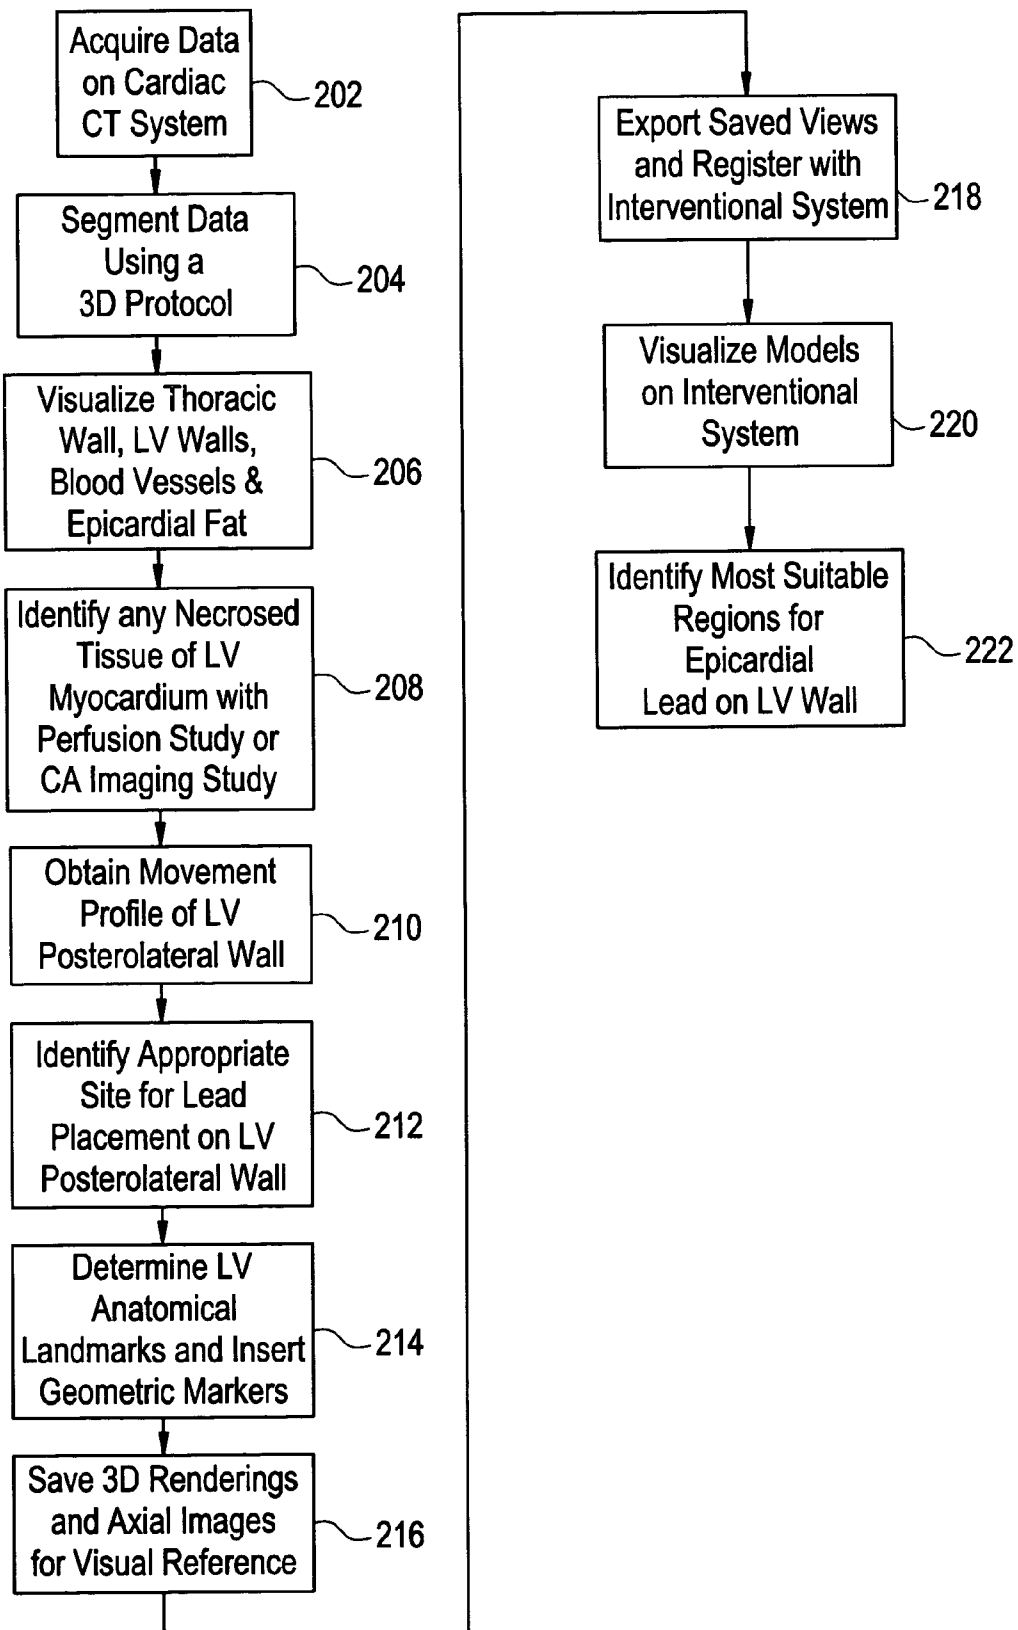 Acquire Data
on Cardiac
CT System
202
Segment Data
Using a
3D Protocol
204
Visualize Thoracic
Wall, LV Walls,
Blood Vessels &
Epicardial Fat
206
Identify any Necrosed
Tissue of LV
Myocardium with
Perfusion Study or
CA Imaging Study
208
Obtain Movement
Profile of LV
Posterolateral Wall
210
Identify Appropriate
Site for Lead
Placement on LV
Posterolateral Wall
212
Determine LV
Anatomical
Landmarks and Insert
Geometric Markers
214
Save 3D Renderings
and Axial Images
for Visual Reference
216
Export Saved Views
and Register with
Interventional System
218
Visualize Models
on Interventional
System
220
Identify Most Suitable
Regions for
Epicardial
Lead on LV Wall
222